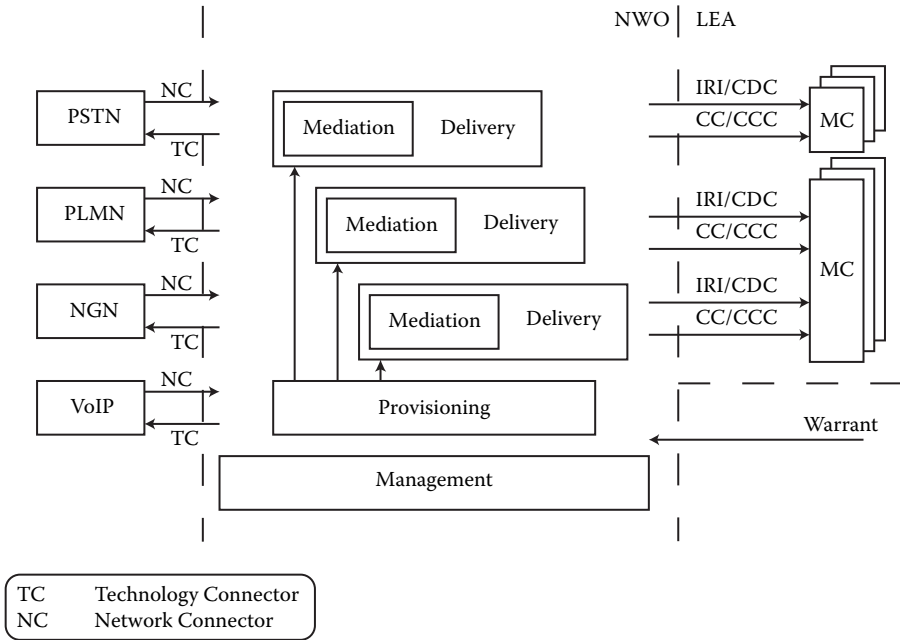 NWO LEA
PSTN
NC
TC
Mediation Delivery
IRI/CDC
CC/CCC
MC
PLMN
NC
TC
Mediation Delivery
IRI/CDC
CC/CCC
MC
NGN
NC
TC
Mediation Delivery
IRI/CDC
CC/CCC
VoIP
NC
TC
Provisioning
Warrant
Management
TC Technology Connector
NC Network Connector